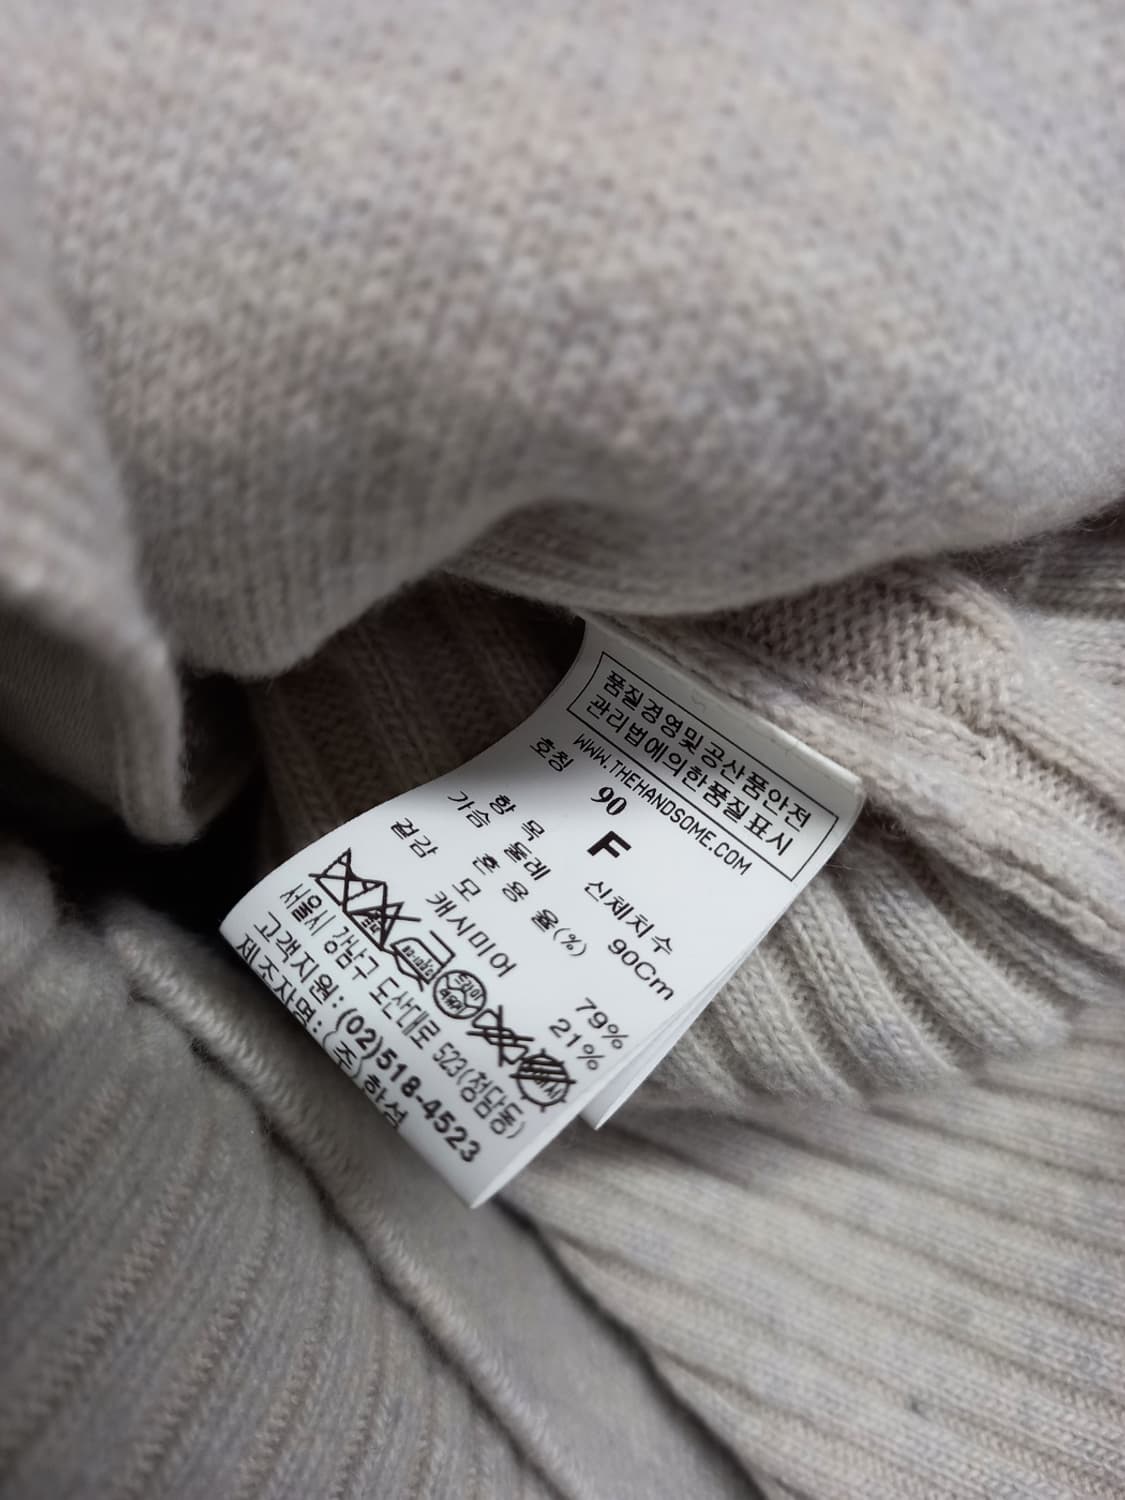 품질경영및공산품안전
관리법에의한품질표시
WWW.THEHANDSOME.COM
호칭 90 F
항 목 신체치수
가슴 둘레 90Cm
혼 용 율(%)
겉감 모 79%
캐시미어 21%
서울시 강남구 도산대로 523(청담동)
고객지원:(02)518-4523
제조자명:(주)한섬